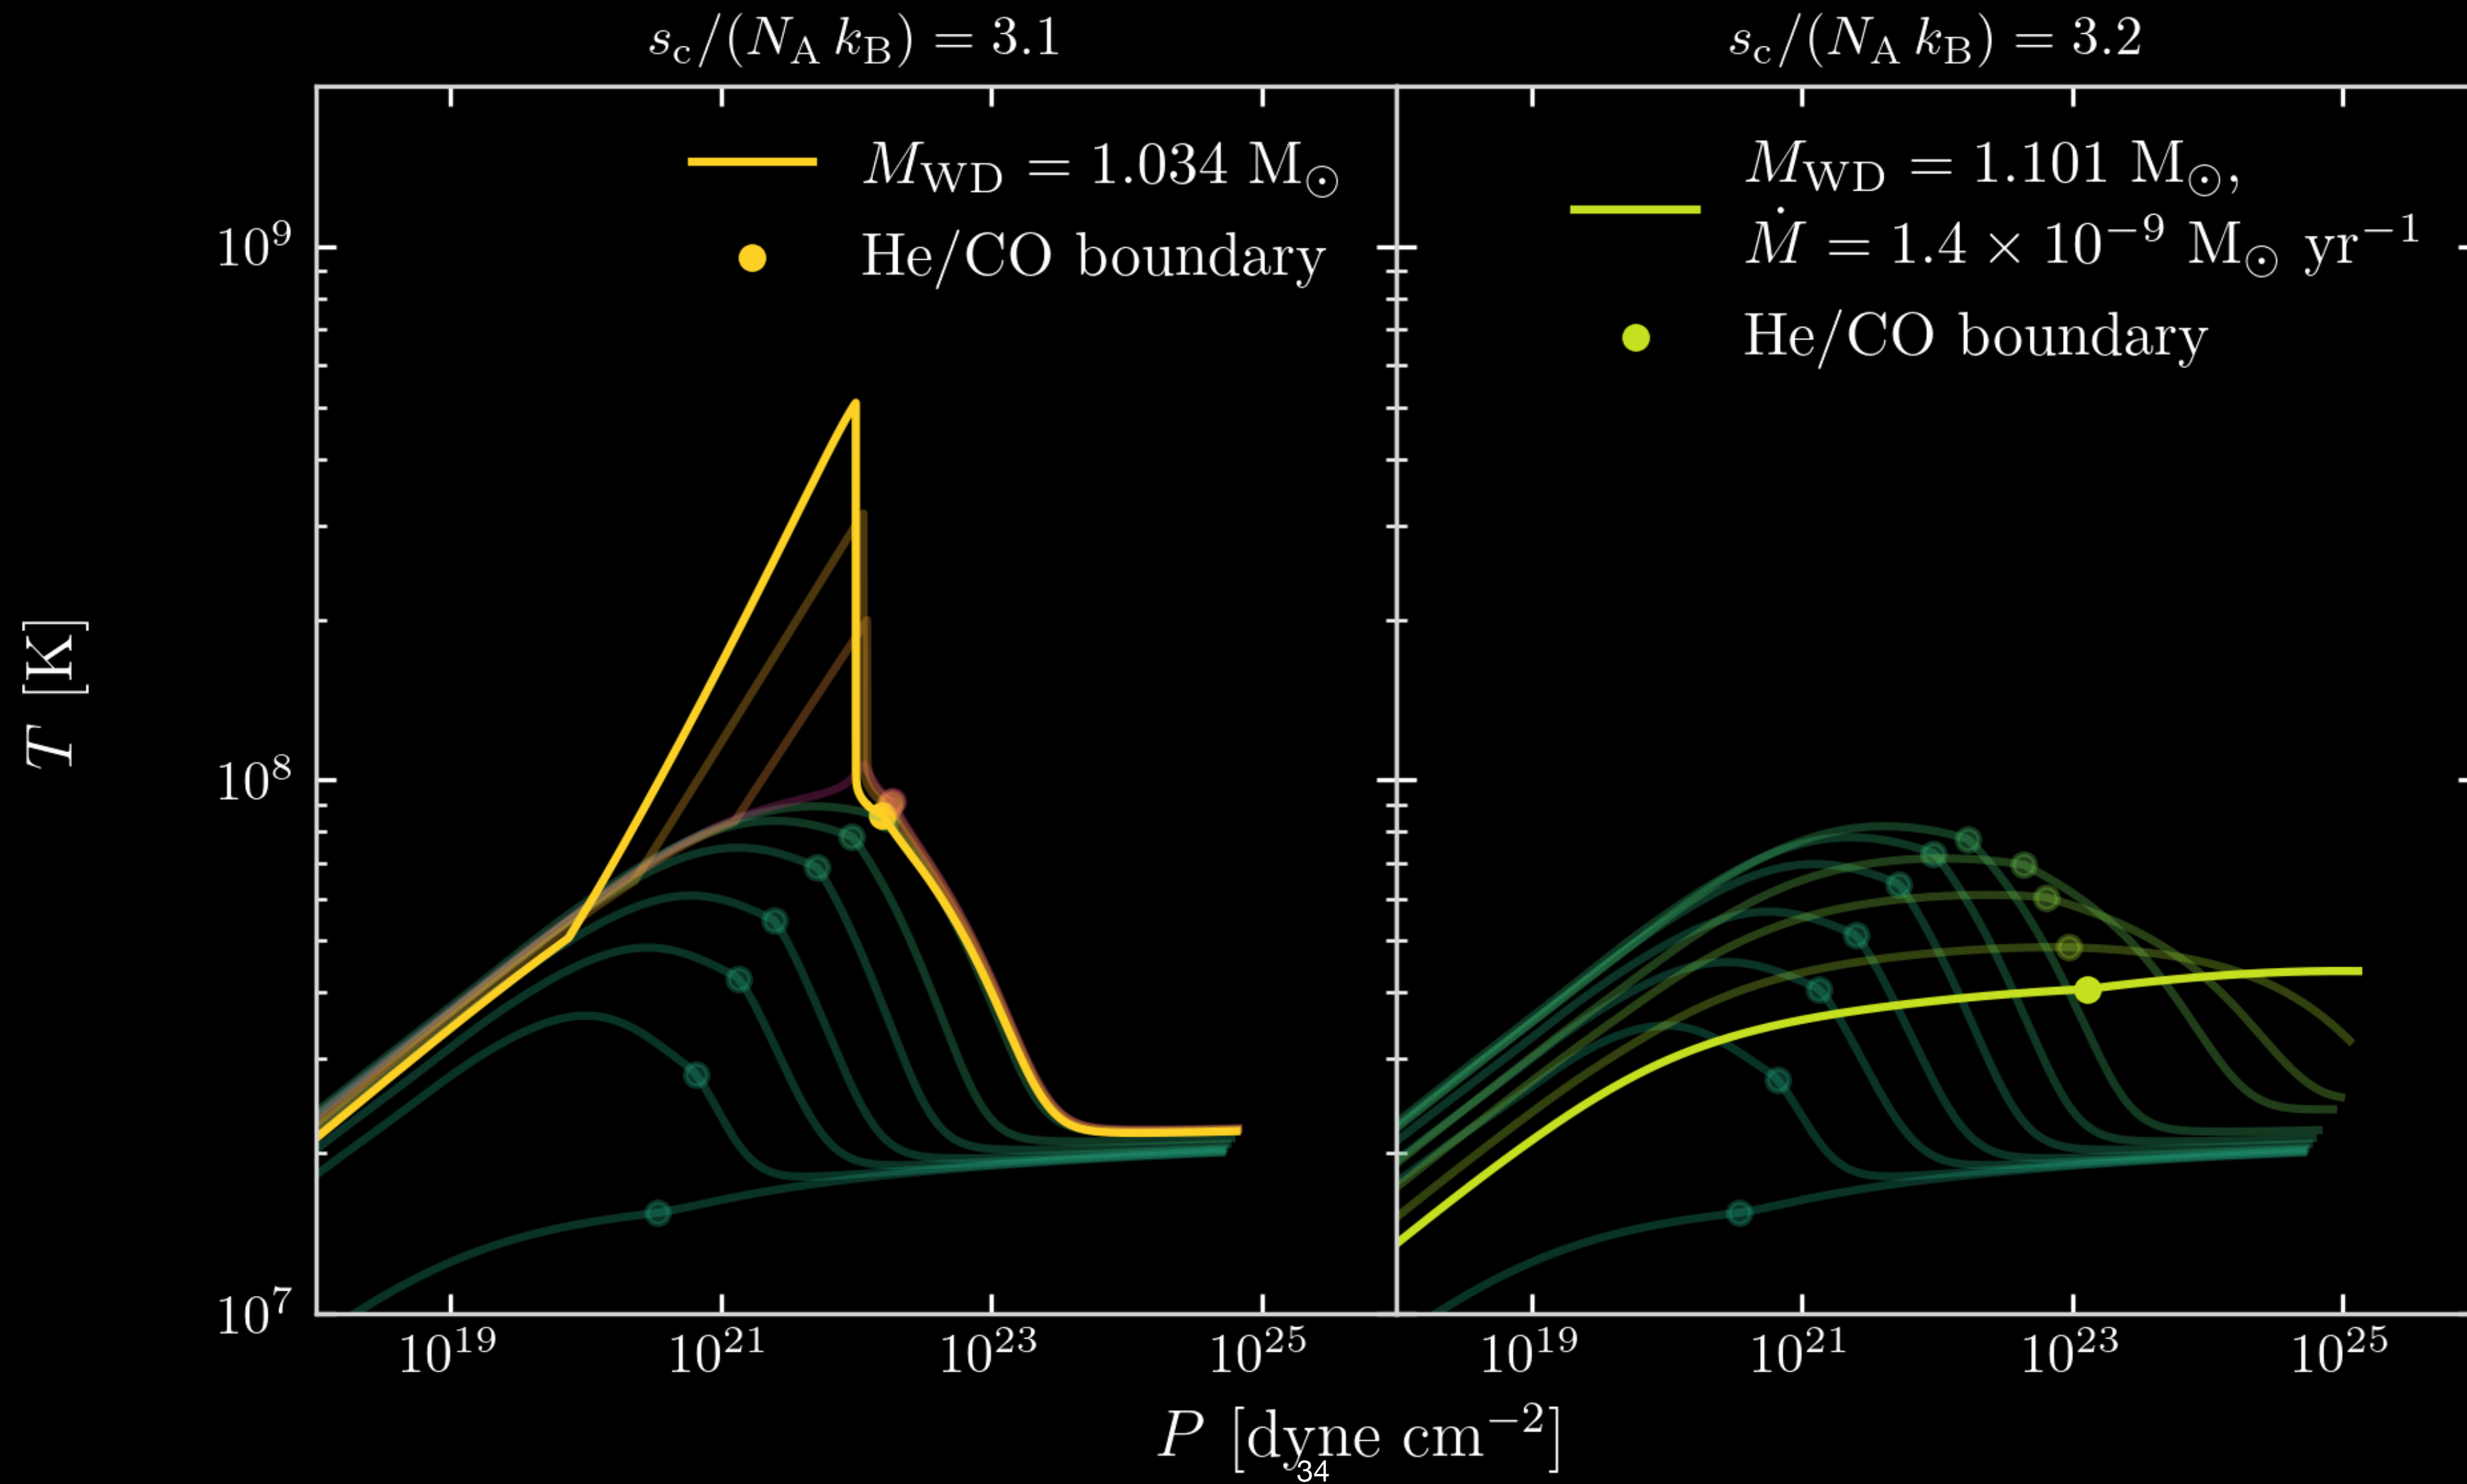 s_c/(N_A k_B) = 3.1
s_c/(N_A k_B) = 3.2
M_WD = 1.034 M_⊙
He/CO boundary
M_WD = 1.101 M_⊙,
Ṁ = 1.4 × 10^−9 M_⊙ yr^−1
He/CO boundary
T [K]
10^9
10^8
10^7
10^19 10^21 10^23 10^25 10^19 10^21 10^23 10^25
P [dyne cm^−2]
34